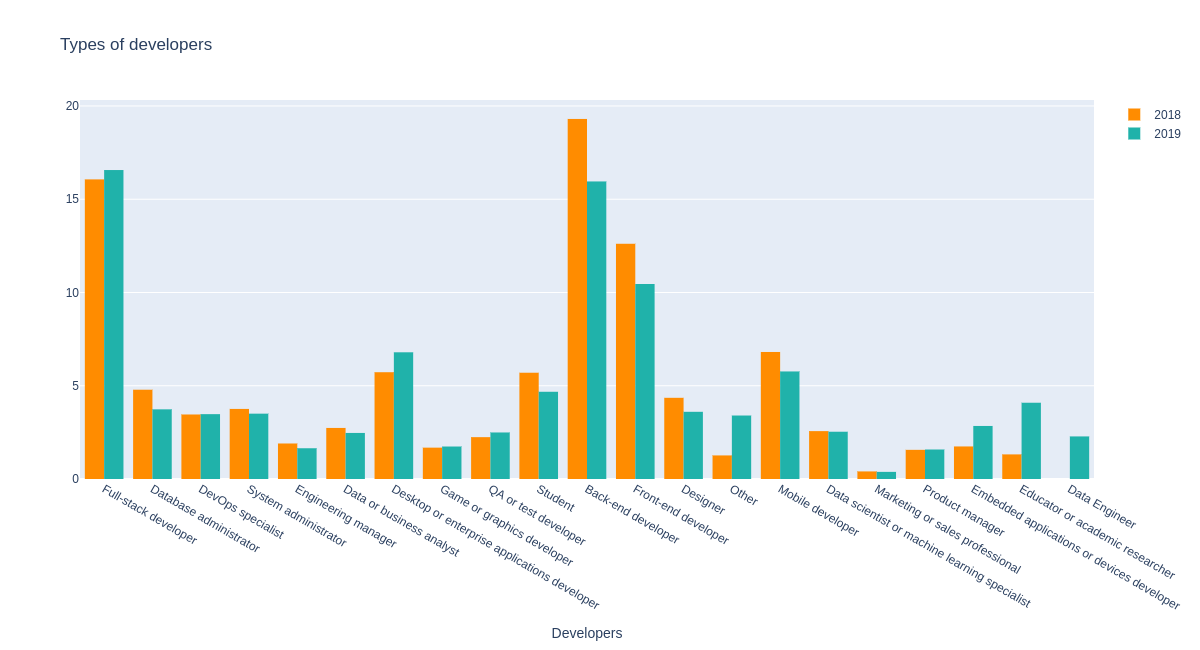 Types of developers
20
15
10
5
0
2018
2019
Full-stack developer
Database administrator
DevOps specialist
System administrator
Engineering manager
Data or business analyst
Desktop or enterprise applications developer
Game or graphics developer
QA or test developer
Student
Back-end developer
Front-end developer
Designer
Other
Mobile developer
Data scientist or machine learning specialist
Marketing or sales professional
Product manager
Embedded applications or devices developer
Educator or academic researcher
Data Engineer
Developers